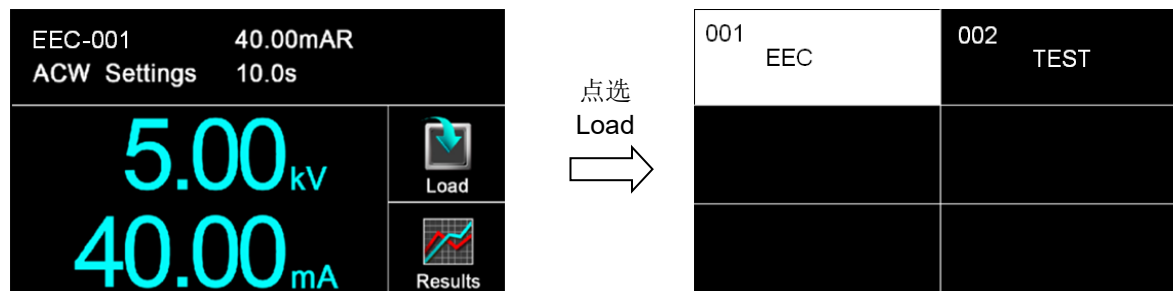 EEC-001 40.00mAR
ACW Settings 10.0s
5.00kV
Load
40.00mA
Results
点选
Load
001
EEC
002
TEST